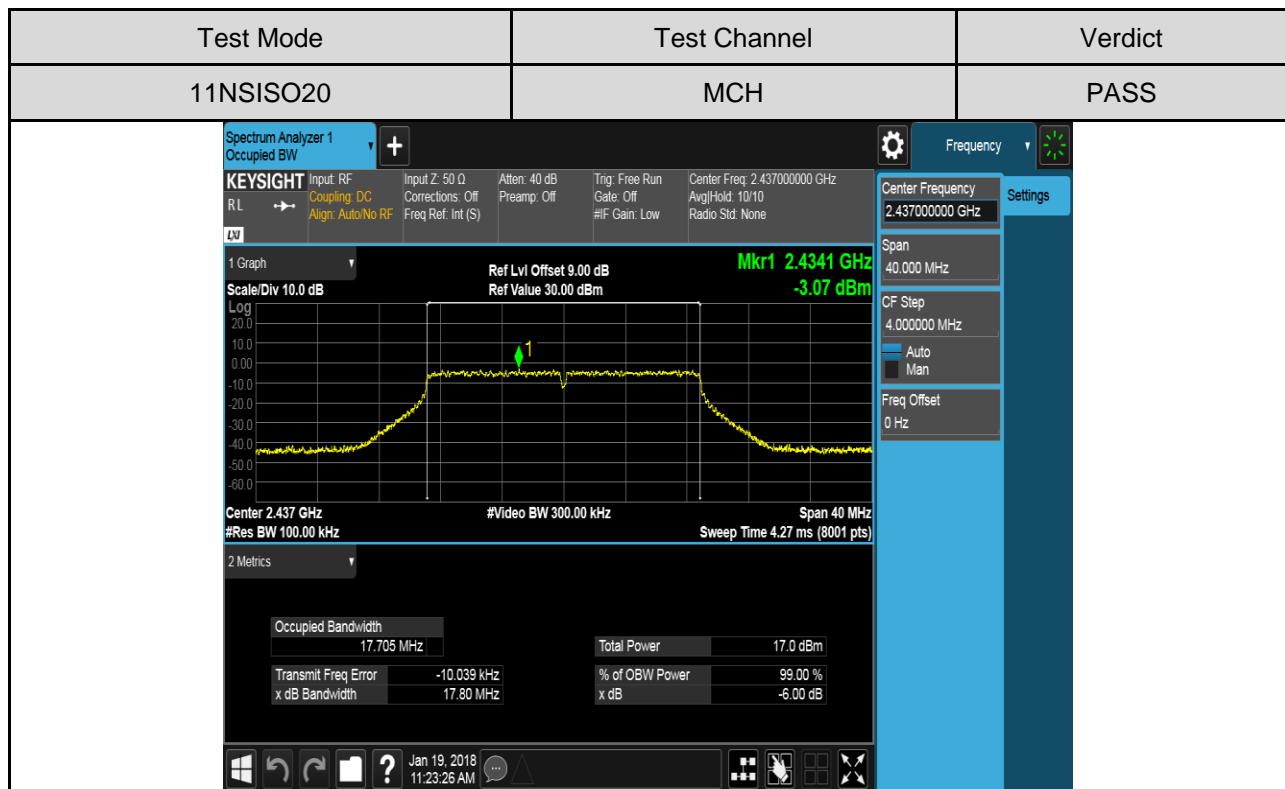 Test Mode Test Channel Verdict
11NSISO20 MCH PASS
Spectrum Analyzer 1
Occupied BW
+
Frequency
KEYSIGHT
RL
LXI
Input: RF
Coupling: DC
Align: Auto/No RF
Input Z: 50 Ω
Corrections: Off
Freq Ref: Int (S)
Atten: 40 dB
Preamp: Off
Trig: Free Run
Gate: Off
#IF Gain: Low
Center Freq: 2.437000000 GHz
Avg|Hold: 10/10
Radio Std: None
Center Frequency
2.437000000 GHz
Settings
Span
40.000 MHz
CF Step
4.000000 MHz
Auto
Man
Freq Offset
0 Hz
1 Graph
Scale/Div 10.0 dB
Ref Lvl Offset 9.00 dB
Ref Value 30.00 dBm
Mkr1 2.4341 GHz
-3.07 dBm
Log
20.0
10.0
0.00
-10.0
-20.0
-30.0
-40.0
-50.0
-60.0
1
Center 2.437 GHz #Video BW 300.00 kHz Span 40 MHz
#Res BW 100.00 kHz Sweep Time 4.27 ms (8001 pts)
2 Metrics
Occupied Bandwidth
17.705 MHz
Total Power 17.0 dBm
Transmit Freq Error -10.039 kHz % of OBW Power 99.00 %
x dB Bandwidth 17.80 MHz x dB -6.00 dB
?
Jan 19, 2018
11:23:26 AM